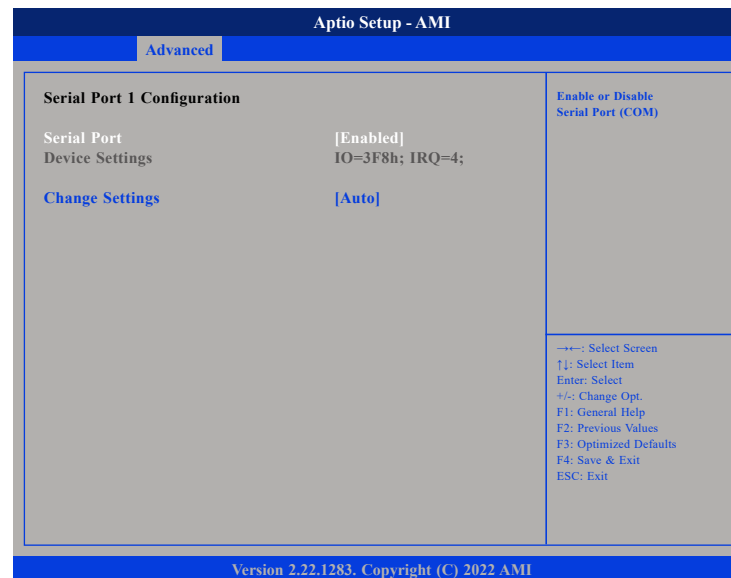 Aptio Setup - AMI
Advanced
Serial Port 1 Configuration
Serial Port [Enabled]
Device Settings IO=3F8h; IRQ=4;
Change Settings [Auto]
Enable or Disable
Serial Port (COM)
→←: Select Screen
↑↓: Select Item
Enter: Select
+/-: Change Opt.
F1: General Help
F2: Previous Values
F3: Optimized Defaults
F4: Save & Exit
ESC: Exit
Version 2.22.1283. Copyright (C) 2022 AMI